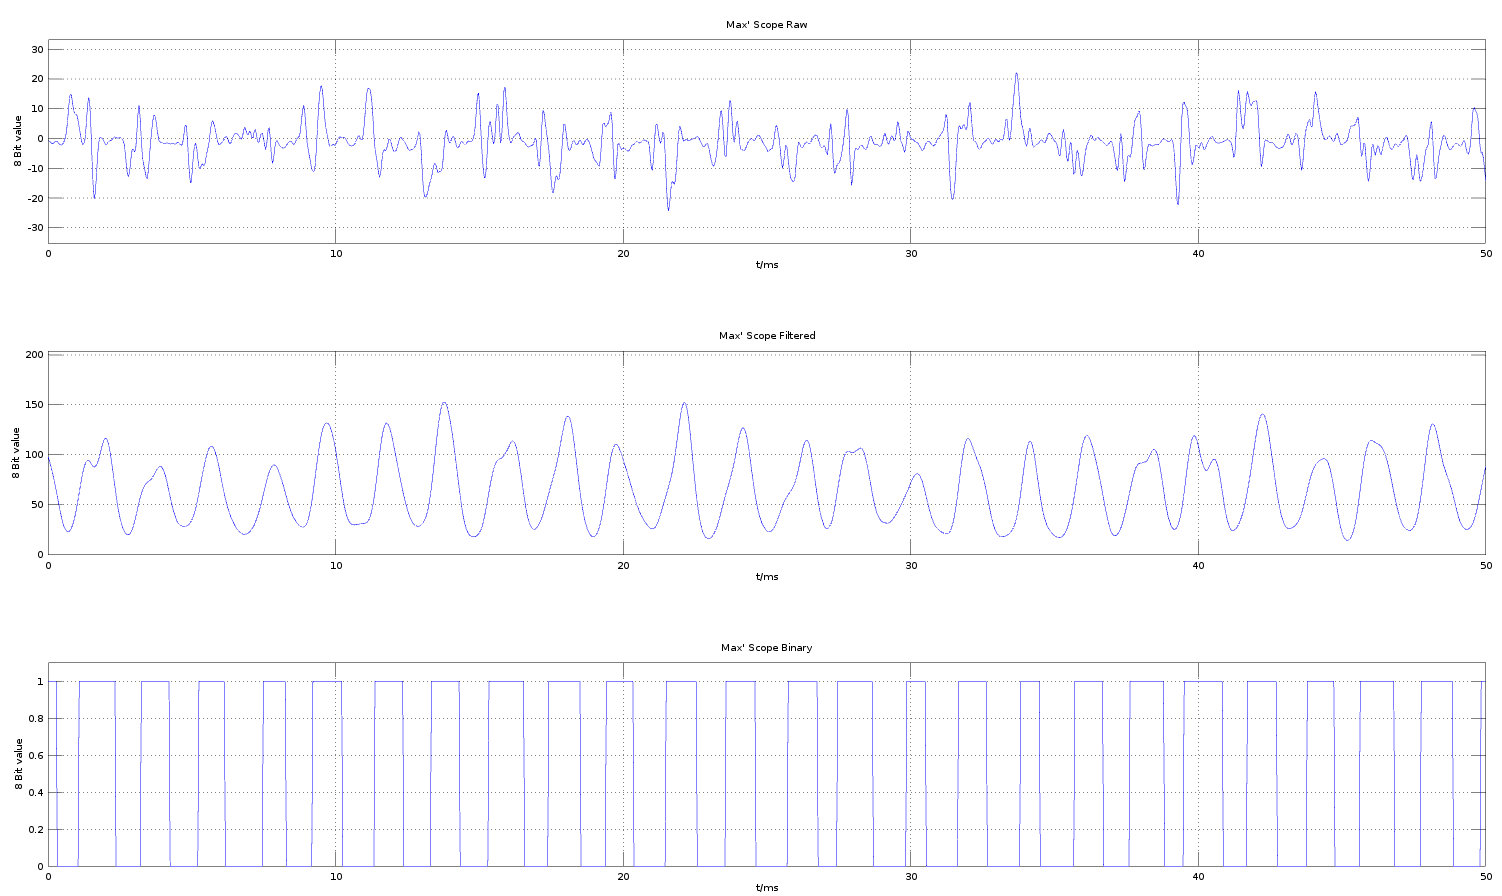 Max' Scope Raw
30
20
10
0
-10
-20
-30
8 Bit value
0 10 20 30 40 50
t/ms
Max' Scope Filtered
200
150
100
50
0
8 Bit value
0 10 20 30 40 50
t/ms
Max' Scope Binary
1
0.8
0.6
0.4
0.2
0
8 Bit value
0 10 20 30 40 50
t/ms